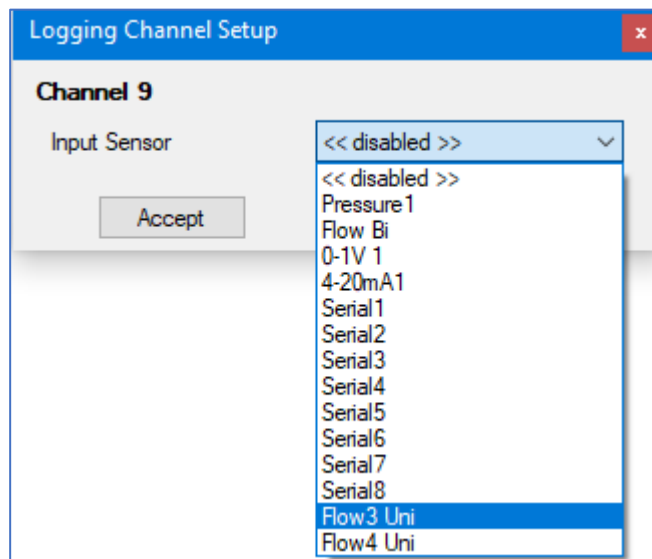 Logging Channel Setup
x
Channel 9
Input Sensor
<< disabled >>
<< disabled >>
Pressure1
Flow Bi
0-1V 1
4-20mA1
Serial1
Serial2
Serial3
Serial4
Serial5
Serial6
Serial7
Serial8
Flow3 Uni
Flow4 Uni
Accept